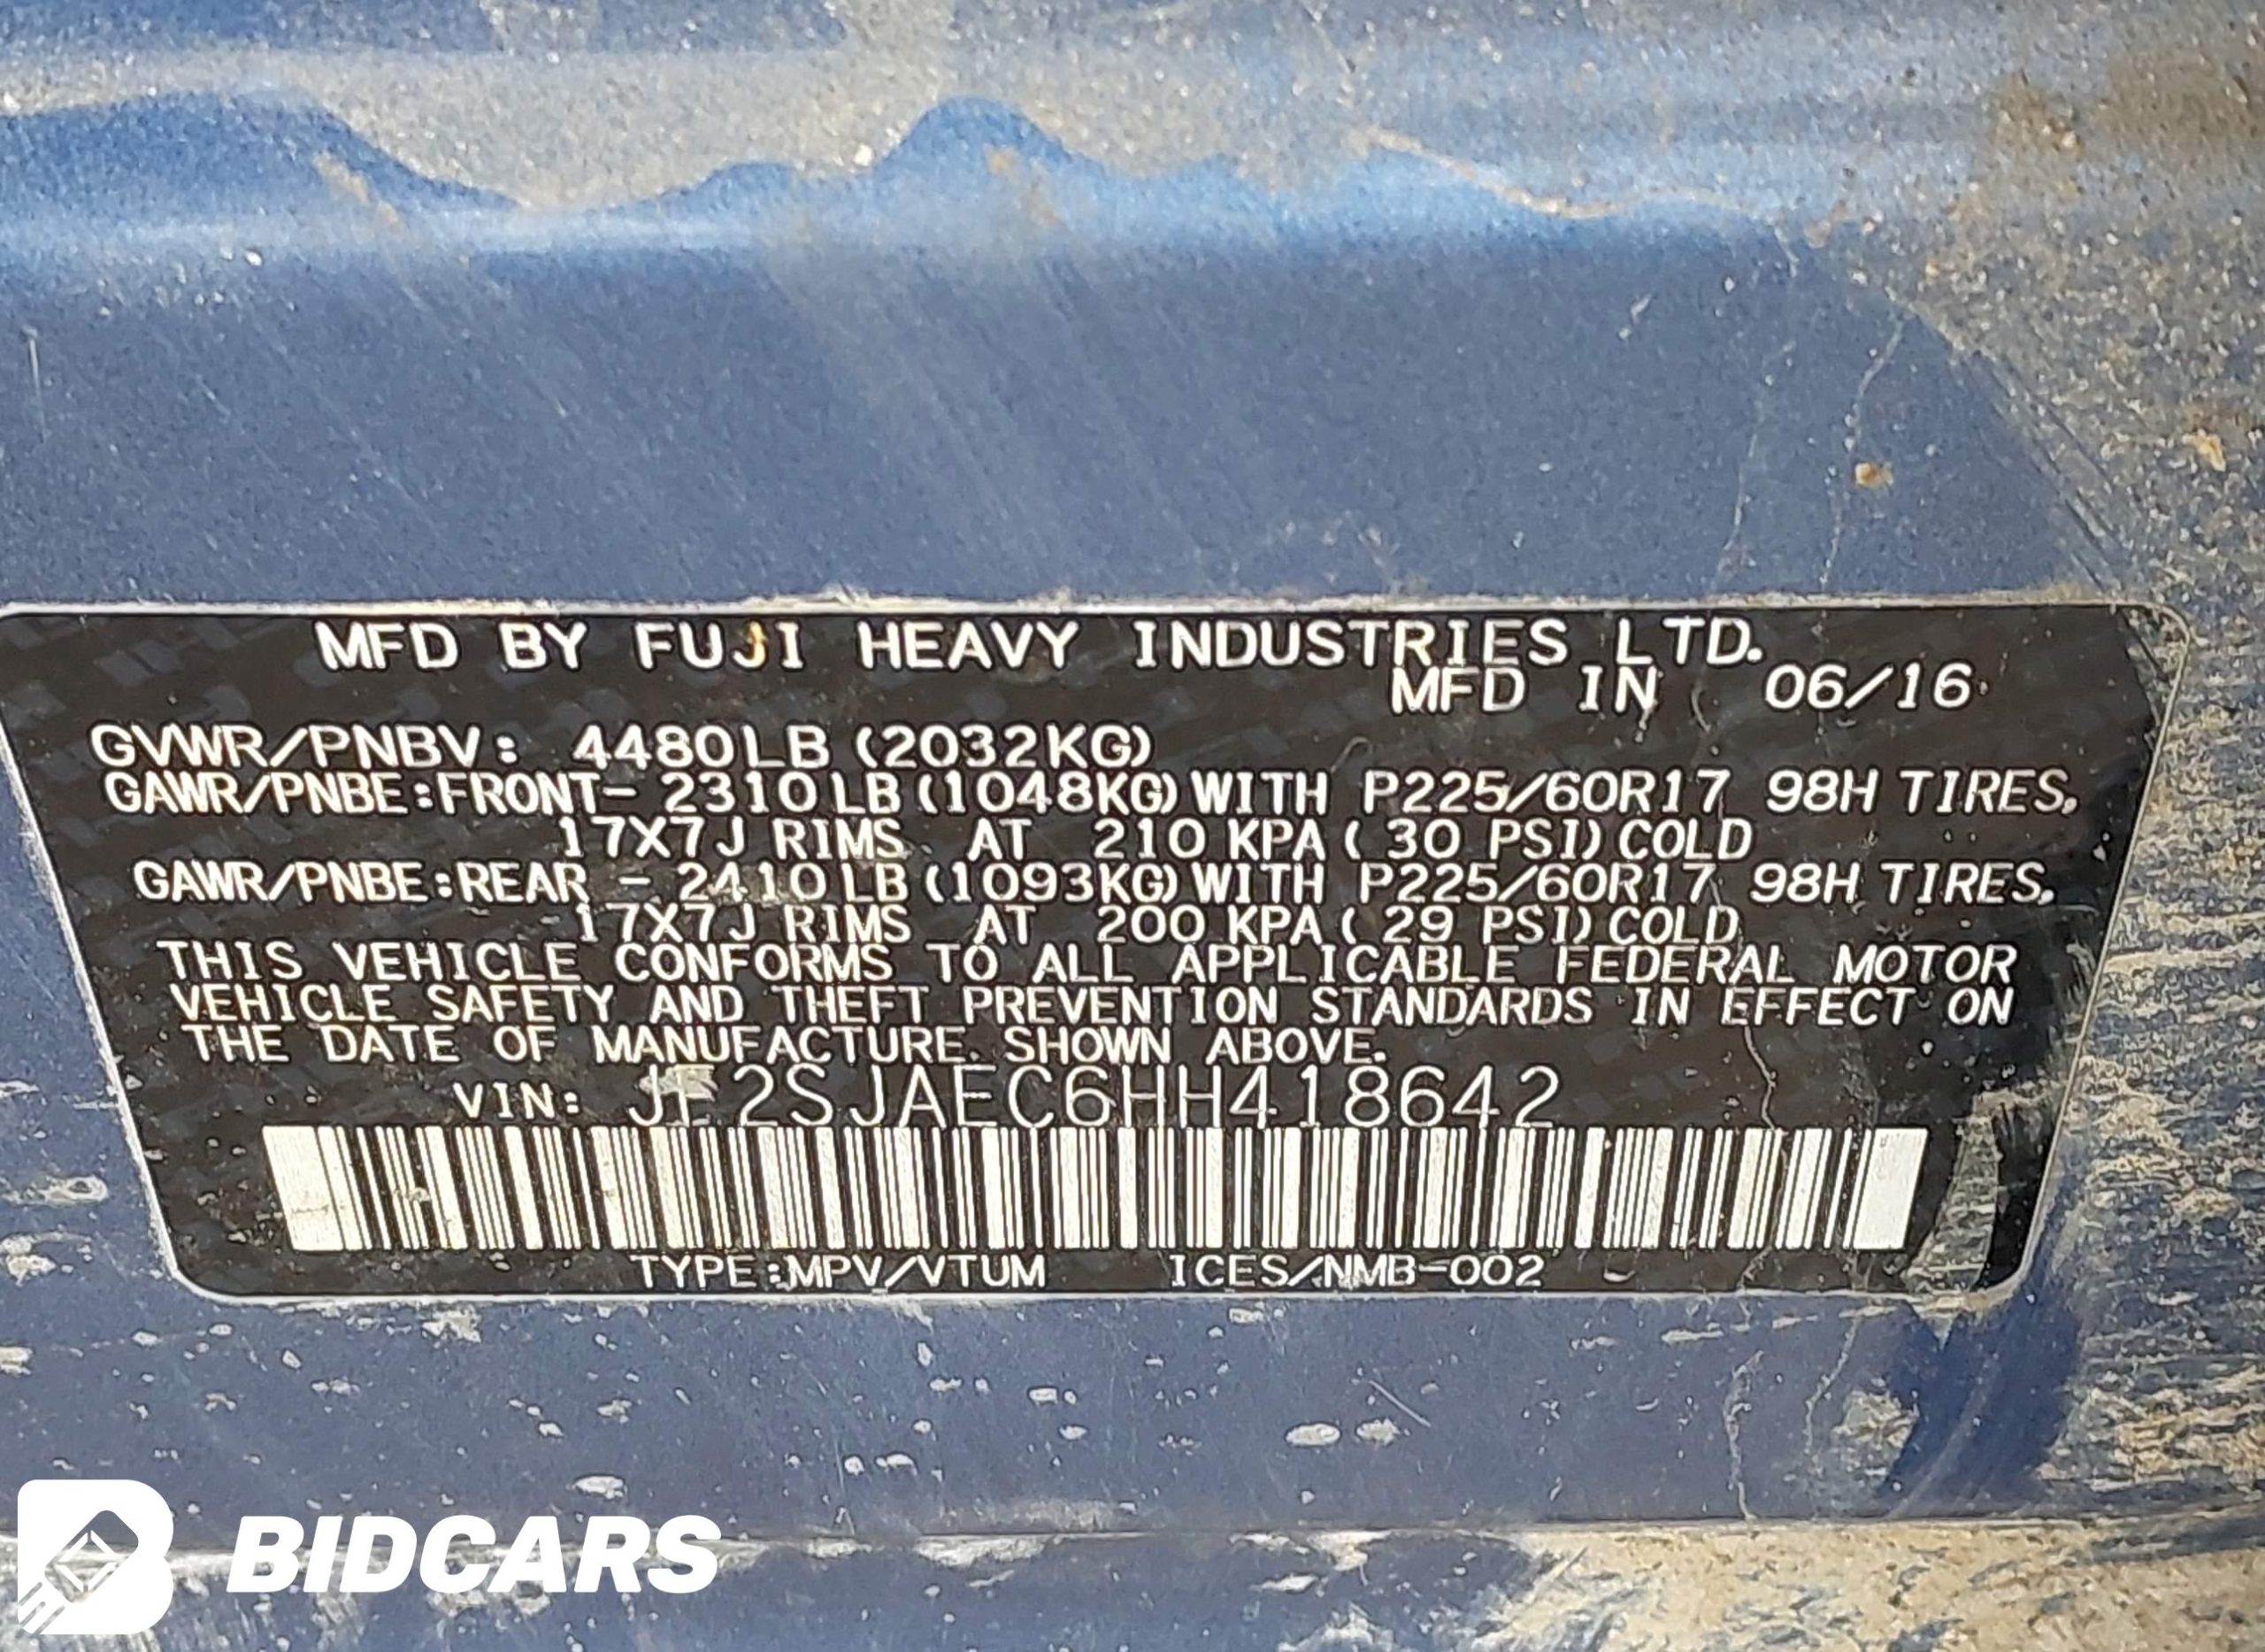 MFD BY FUJI HEAVY INDUSTRIES LTD.
MFD IN 06/16
GVWR/PNBV: 4480LB (2032KG)
GAWR/PNBE:FRONT- 2310LB (1048KG) WITH P225/60R17 98H TIRES,
17X7J RIMS AT 210 KPA ( 30 PSI) COLD
GAWR/PNBE:REAR - 2410LB (1093KG) WITH P225/60R17 98H TIRES,
17X7J RIMS AT 200 KPA ( 29 PSI) COLD
THIS VEHICLE CONFORMS TO ALL APPLICABLE FEDERAL MOTOR
VEHICLE SAFETY AND THEFT PREVENTION STANDARDS IN EFFECT ON
THE DATE OF MANUFACTURE SHOWN ABOVE.
VIN: JF2SJAEC6HH418642
TYPE:MPV/VTUM ICES/NMB-002
BIDCARS